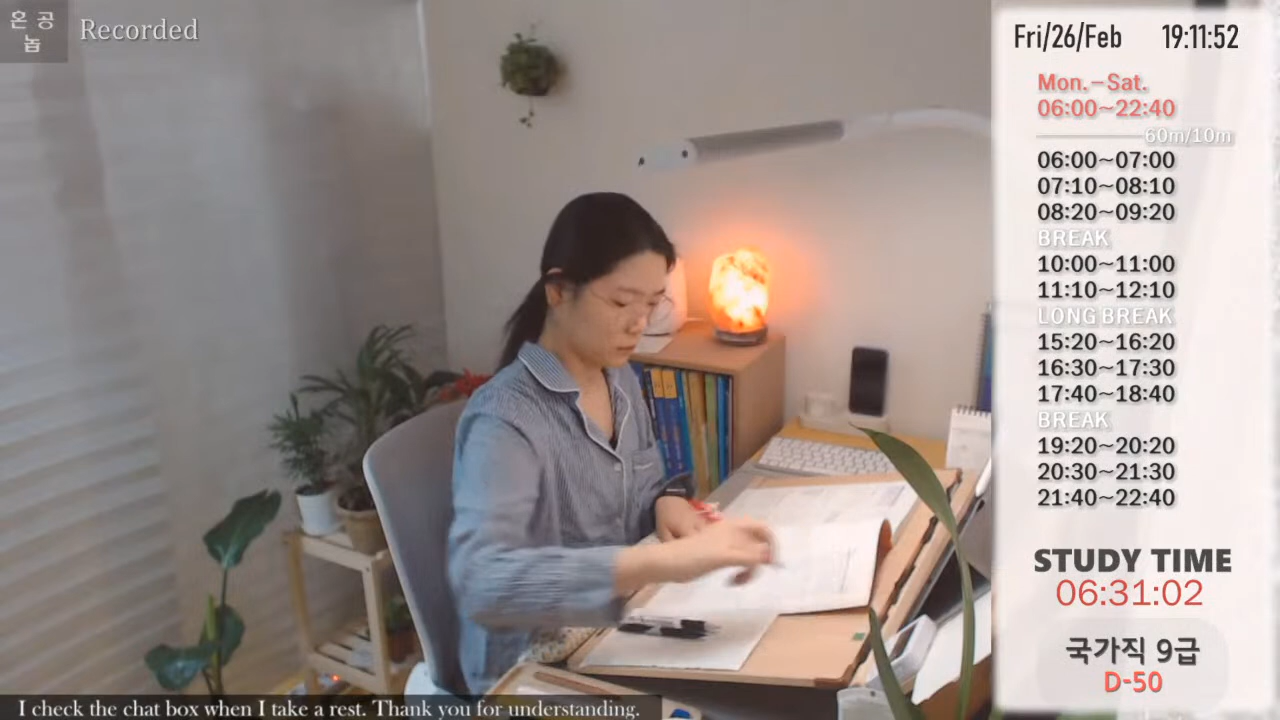 혼 공
놉
Recorded
Fri/26/Feb 19:11:52
Mon.-Sat.
06:00~22:40
60m/10m
06:00~07:00
07:10~08:10
08:20~09:20
BREAK
10:00~11:00
11:10~12:10
LONG BREAK
15:20~16:20
16:30~17:30
17:40~18:40
BREAK
19:20~20:20
20:30~21:30
21:40~22:40
STUDY TIME
06:31:02
국가직 9급
D-50
I check the chat box when I take a rest. Thank you for understanding.